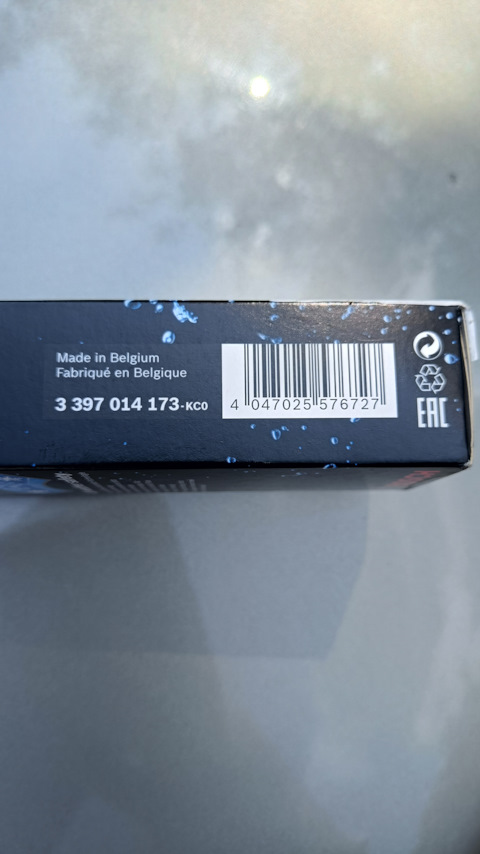 Made in Belgium
Fabriqué en Belgique
3 397 014 173-KC0
4 047025 576727
EAC